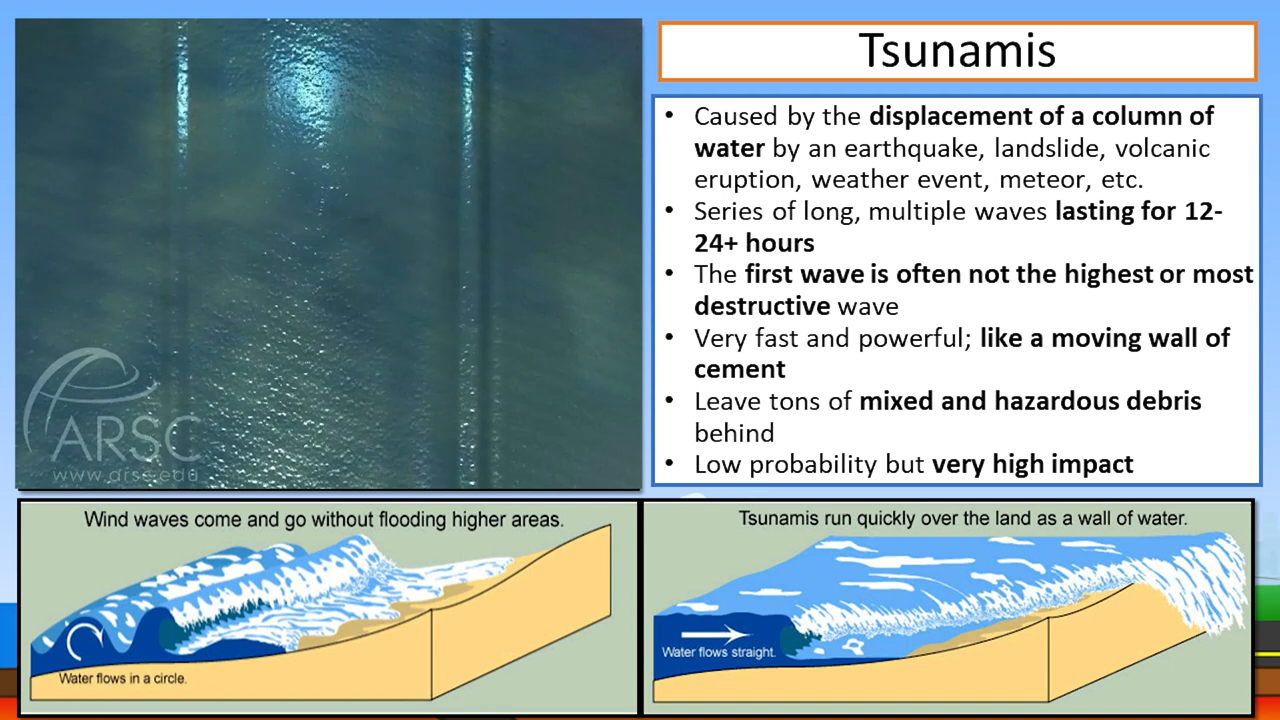 Tsunamis
• Caused by the displacement of a column of
water by an earthquake, landslide, volcanic
eruption, weather event, meteor, etc.
• Series of long, multiple waves lasting for 12-
24+ hours
• The first wave is often not the highest or most
destructive wave
• Very fast and powerful; like a moving wall of
cement
• Leave tons of mixed and hazardous debris
behind
• Low probability but very high impact
ARSC
www.arsc.edu
Wind waves come and go without flooding higher areas.
Water flows in a circle.
Tsunamis run quickly over the land as a wall of water.
Water flows straight.